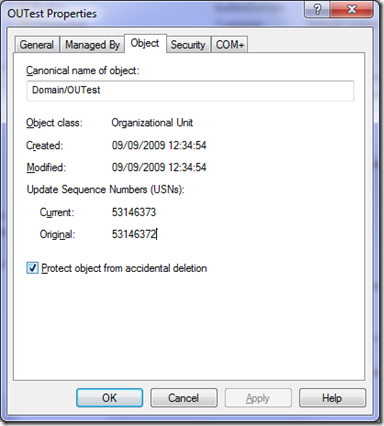 OUTest Properties
General Managed By Object Security COM+
Canonical name of object:
Domain/OUTest
Object class: Organizational Unit
Created: 09/09/2009 12:34:54
Modified: 09/09/2009 12:34:54
Update Sequence Numbers (USNs):
Current: 53146373
Original: 53146372
Protect object from accidental deletion
OK Cancel Apply Help